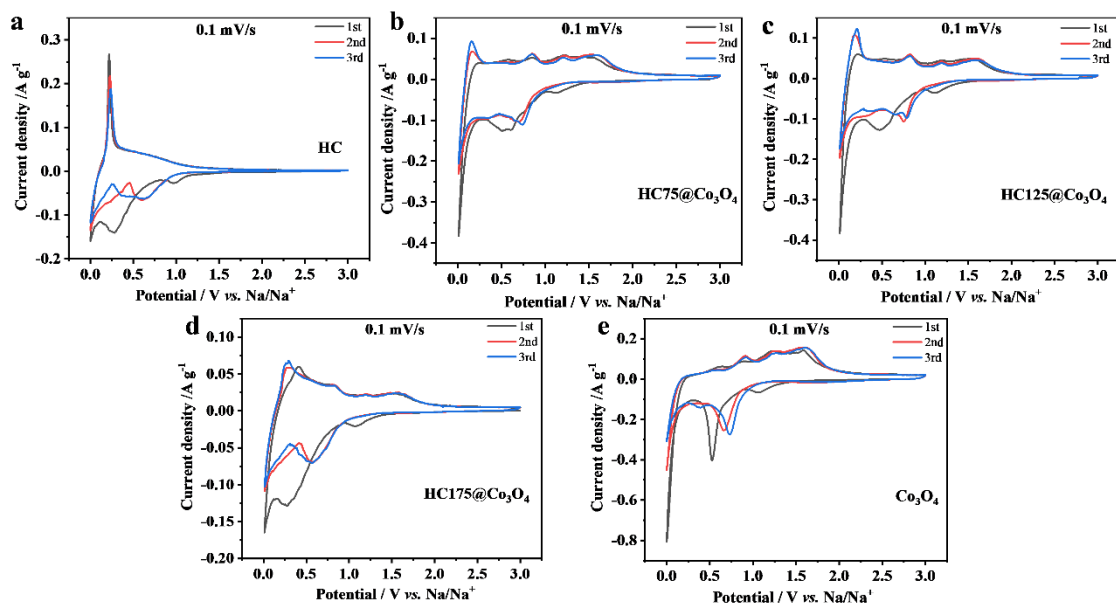 a
0.1 mV/s
1st
2nd
3rd
HC
Current density /A g⁻¹
0.3
0.2
0.1
0.0
-0.1
-0.2
0.0 0.5 1.0 1.5 2.0 2.5 3.0
Potential / V vs. Na/Na⁺
b
0.1 mV/s
1st
2nd
3rd
HC75@Co₃O₄
Current density /A g⁻¹
0.1
0.0
-0.1
-0.2
-0.3
-0.4
0.0 0.5 1.0 1.5 2.0 2.5 3.0
Potential / V vs. Na/Na⁺
c
0.1 mV/s
1st
2nd
3rd
HC125@Co₃O₄
Current density /A g⁻¹
0.1
0.0
-0.1
-0.2
-0.3
-0.4
0.0 0.5 1.0 1.5 2.0 2.5 3.0
Potential / V vs. Na/Na⁺
d
0.1 mV/s
1st
2nd
3rd
HC175@Co₃O₄
Current density /A g⁻¹
0.10
0.05
0.00
-0.05
-0.10
-0.15
-0.20
0.0 0.5 1.0 1.5 2.0 2.5 3.0
Potential / V vs. Na/Na⁺
e
0.1 mV/s
1st
2nd
3rd
Co₃O₄
Current density /A g⁻¹
0.2
0.0
-0.2
-0.4
-0.6
-0.8
0.0 0.5 1.0 1.5 2.0 2.5 3.0
Potential / V vs. Na/Na⁺